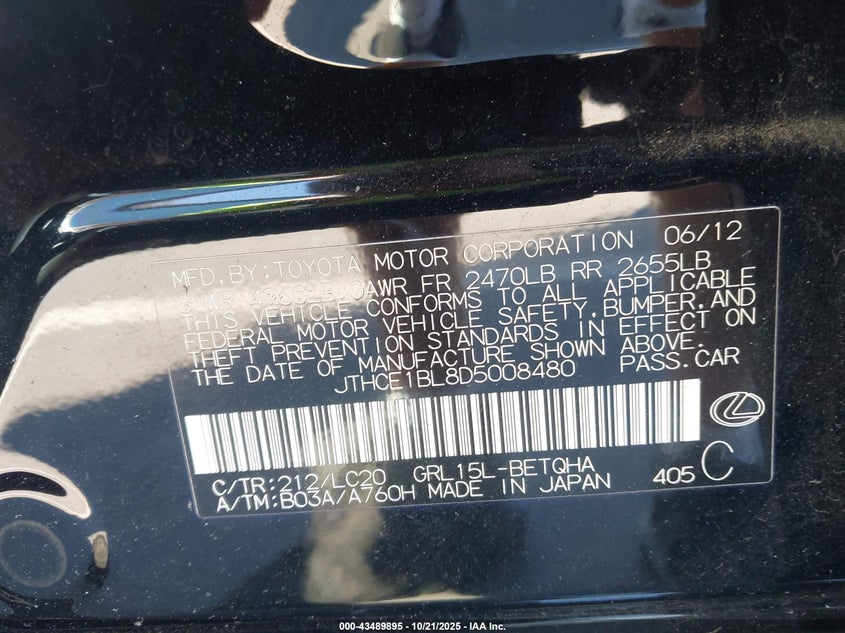 MFD.BY:TOYOTA MOTOR CORPORATION 06/12
GVWR 4960LB GAWR FR 2470LB RR 2655LB
THIS VEHICLE CONFORMS TO ALL APPLICABLE
FEDERAL MOTOR VEHICLE SAFETY,BUMPER,AND
THEFT PREVENTION STANDARDS IN EFFECT ON
THE DATE OF MANUFACTURE SHOWN ABOVE.
JTHCE1BL8D5008480 PASS.CAR
C/TR:212/LC20 GRL15L-BETQHA
A/TM:B03A/A760H MADE IN JAPAN 405 C
000-43489895 - 10/21/2025 - IAA Inc.